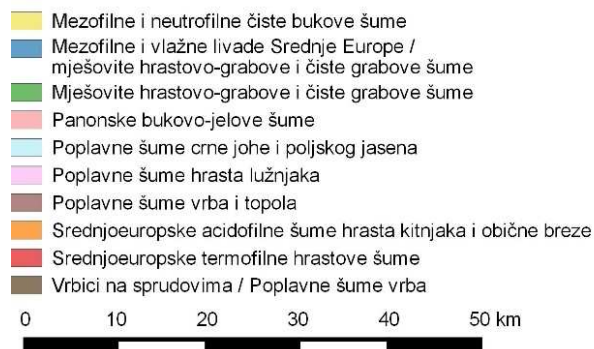 Mezofilne i neutrofilne čiste bukove šume
Mezofilne i vlažne livade Srednje Europe /
mješovite hrastovo-grabove i čiste grabove šume
Mješovite hrastovo-grabove i čiste grabove šume
Panonske bukovo-jelove šume
Poplavne šume crne johe i poljskog jasena
Poplavne šume hrasta lužnjaka
Poplavne šume vrba i topola
Srednjoeuropske acidofilne šume hrasta kitnjaka i obične breze
Srednjoeuropske termofilne hrastove šume
Vrbici na sprudovima / Poplavne šume vrba
0 10 20 30 40 50 km